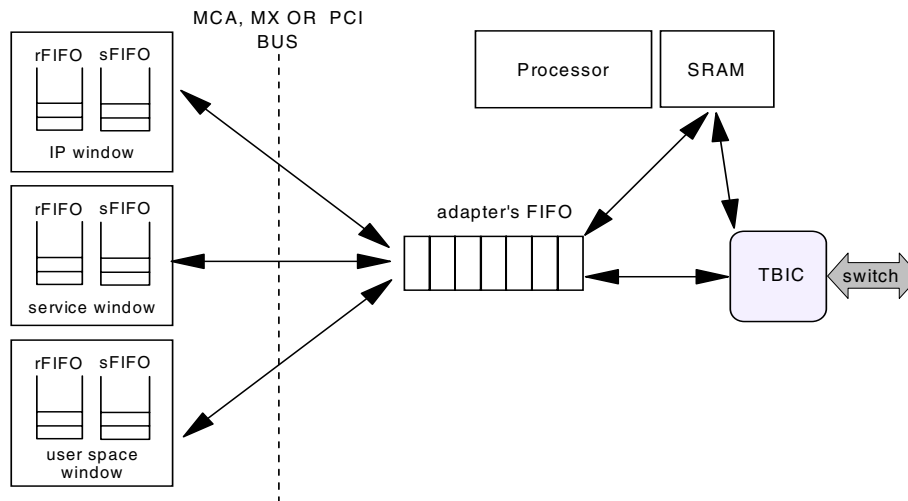 MCA, MX OR PCI
BUS
rFIFO sFIFO
IP window
Processor
SRAM
rFIFO sFIFO
service window
adapter's FIFO
TBIC
switch
rFIFO sFIFO
user space
window